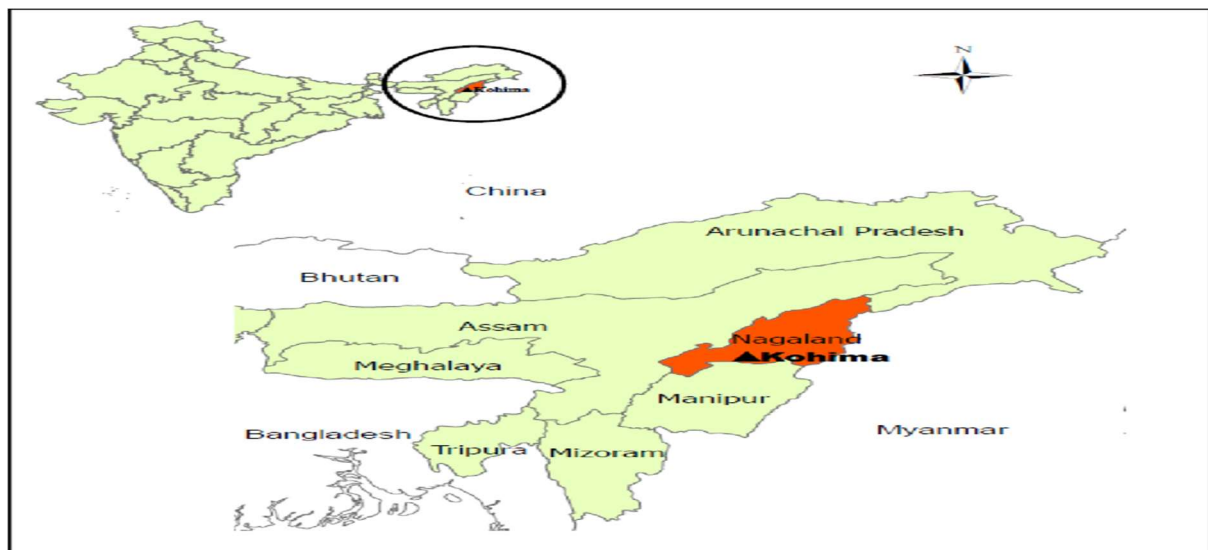 N
Kohima
China
Arunachal Pradesh
Bhutan
Assam
Nagaland
Kohima
Meghalaya
Manipur
Bangladesh
Myanmar
Tripura
Mizoram